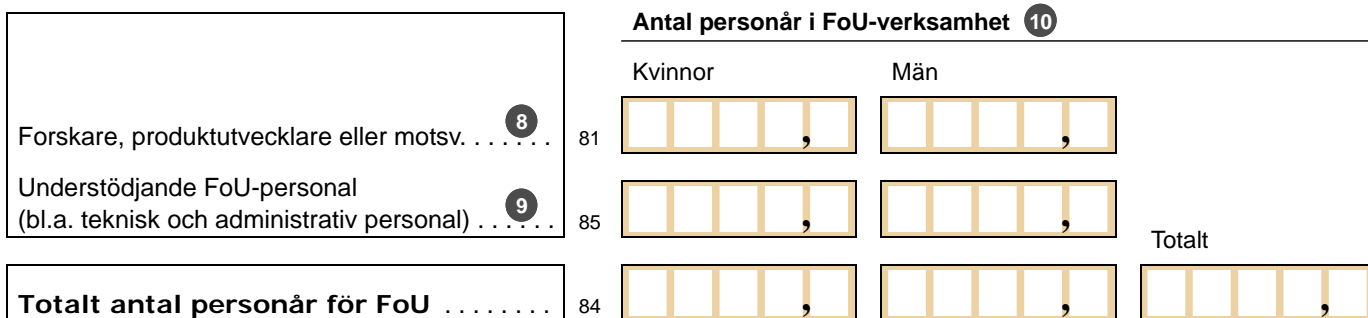 Antal personår i FoU-verksamhet 10
Kvinnor Män
Forskare, produktutvecklare eller motsv. . . . . . . 8 81 , ,
Understödjande FoU-personal
(bl.a. teknisk och administrativ personal) . . . . . . 9 85 , ,
Totalt
Totalt antal personår för FoU . . . . . . . . 84 , , ,